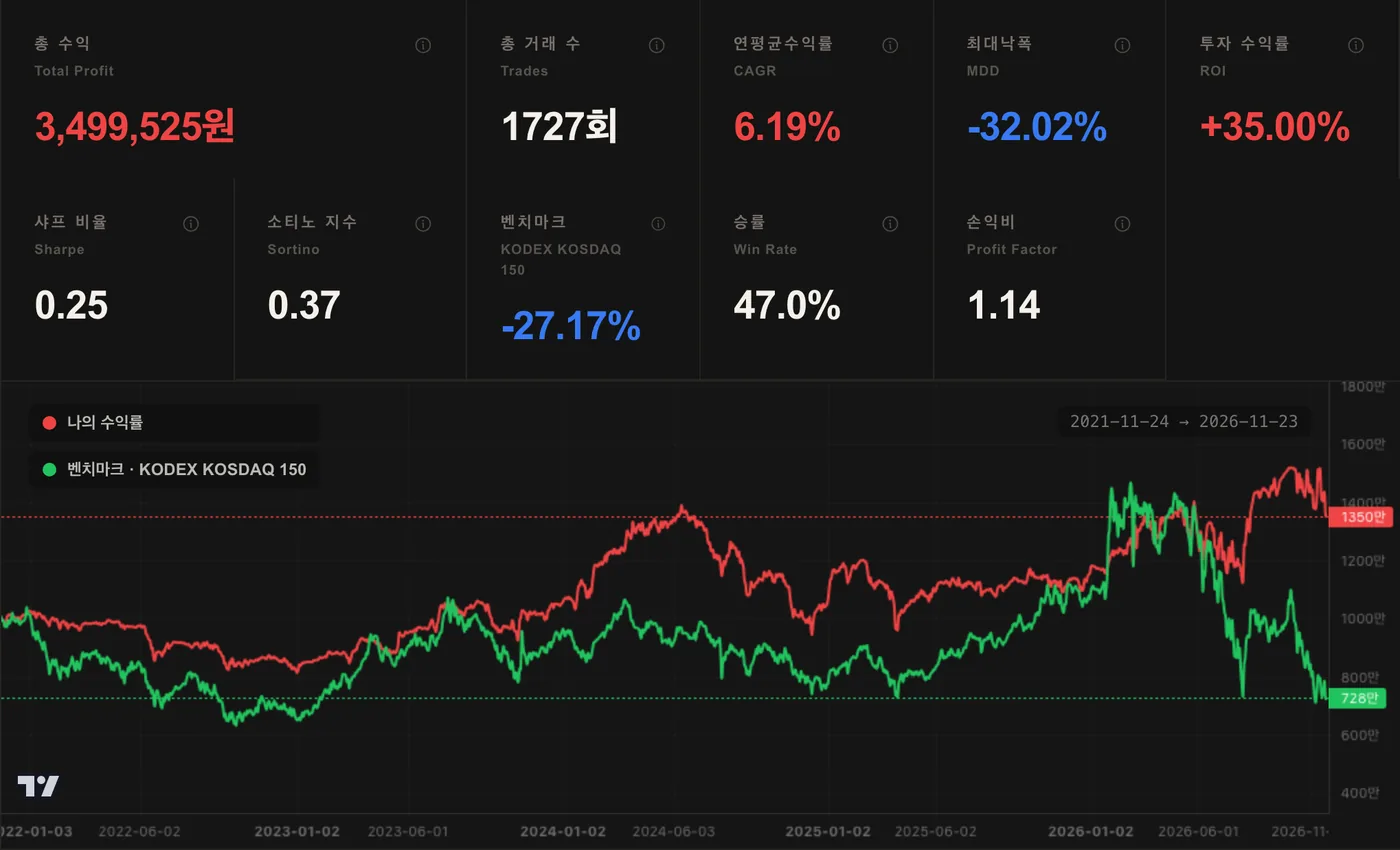 총 수익
Total Profit
3,499,525원
총 거래 수
Trades
1727회
연평균수익률
CAGR
6.19%
최대낙폭
MDD
-32.02%
투자 수익률
ROI
+35.00%
샤프 비율
Sharpe
0.25
소티노 지수
Sortino
0.37
벤치마크
KODEX KOSDAQ
150
-27.17%
승률
Win Rate
47.0%
손익비
Profit Factor
1.14
나의 수익률
벤치마크 · KODEX KOSDAQ 150
2021-11-24 → 2026-11-23
1800만
1600만
1400만
1350만
1200만
1000만
800만
728만
600만
400만
22-01-03
2022-06-02
2023-01-02
2023-06-01
2024-01-02
2024-06-03
2025-01-02
2025-06-02
2026-01-02
2026-06-01
2026-11-